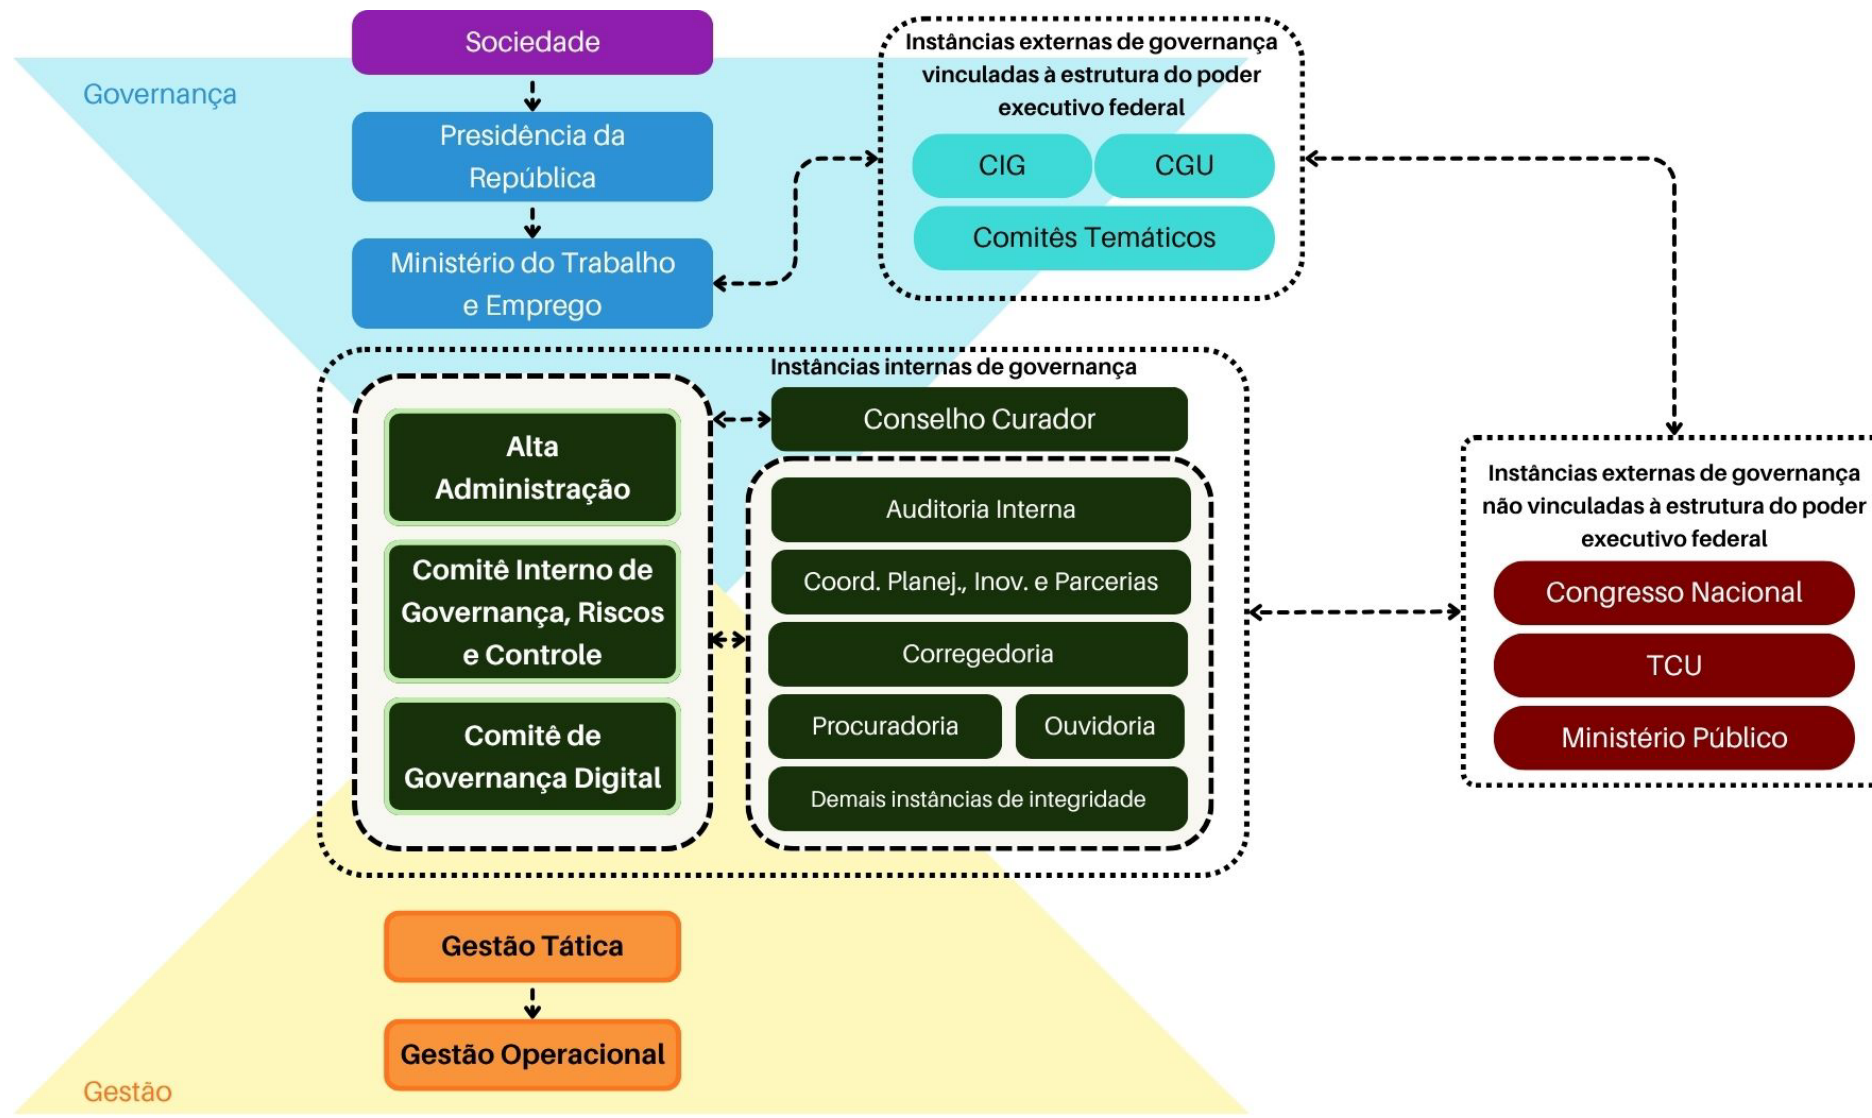 Sociedade
Governança
Presidência da
República
Ministério do Trabalho
e Emprego
Instâncias externas de governança
vinculadas à estrutura do poder
executivo federal
CIG
CGU
Comitês Temáticos
Instâncias internas de governança
Alta
Administração
Comitê Interno de
Governança, Riscos
e Controle
Comitê de
Governança Digital
Conselho Curador
Auditoria Interna
Coord. Planej., Inov. e Parcerias
Corregedoria
Procuradoria
Ouvidoria
Demais instâncias de integridade
Instâncias externas de governança
não vinculadas à estrutura do poder
executivo federal
Congresso Nacional
TCU
Ministério Público
Gestão Tática
Gestão Operacional
Gestão